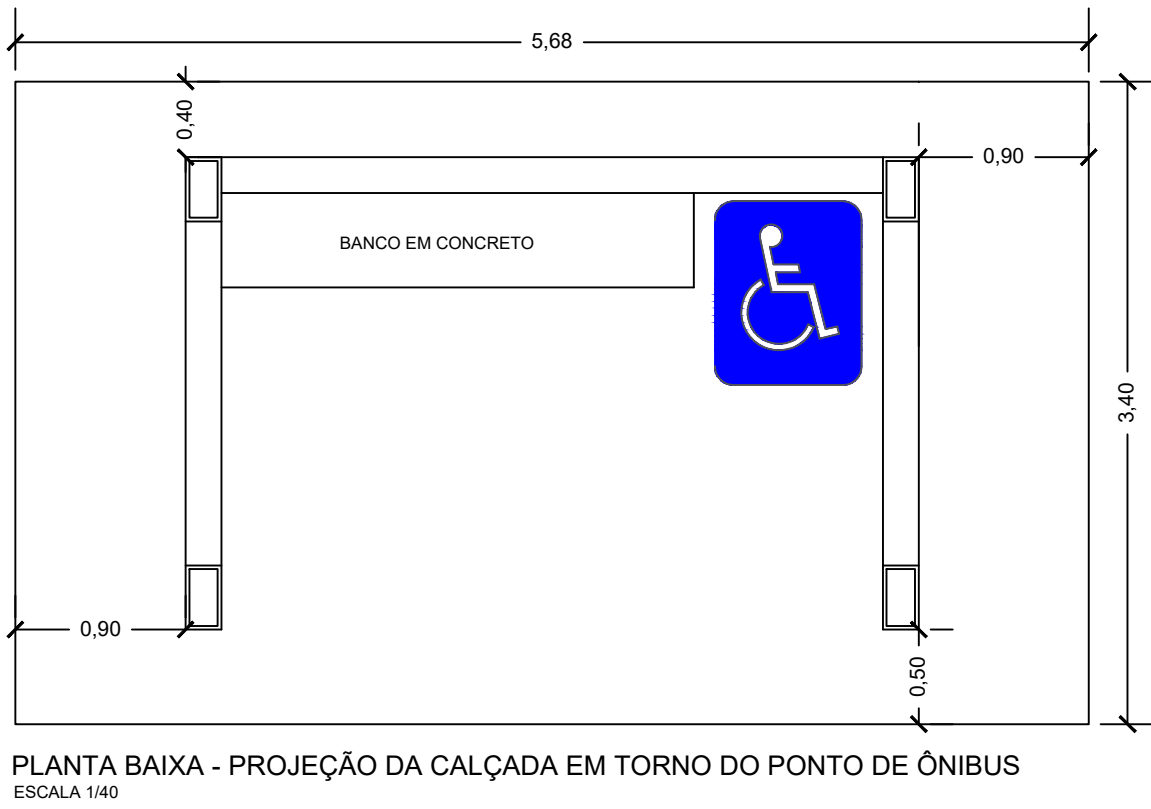 5,68
0,40
0,90
BANCO EM CONCRETO
3,40
0,90
0,50
PLANTA BAIXA - PROJEÇÃO DA CALÇADA EM TORNO DO PONTO DE ÔNIBUS
ESCALA 1/40